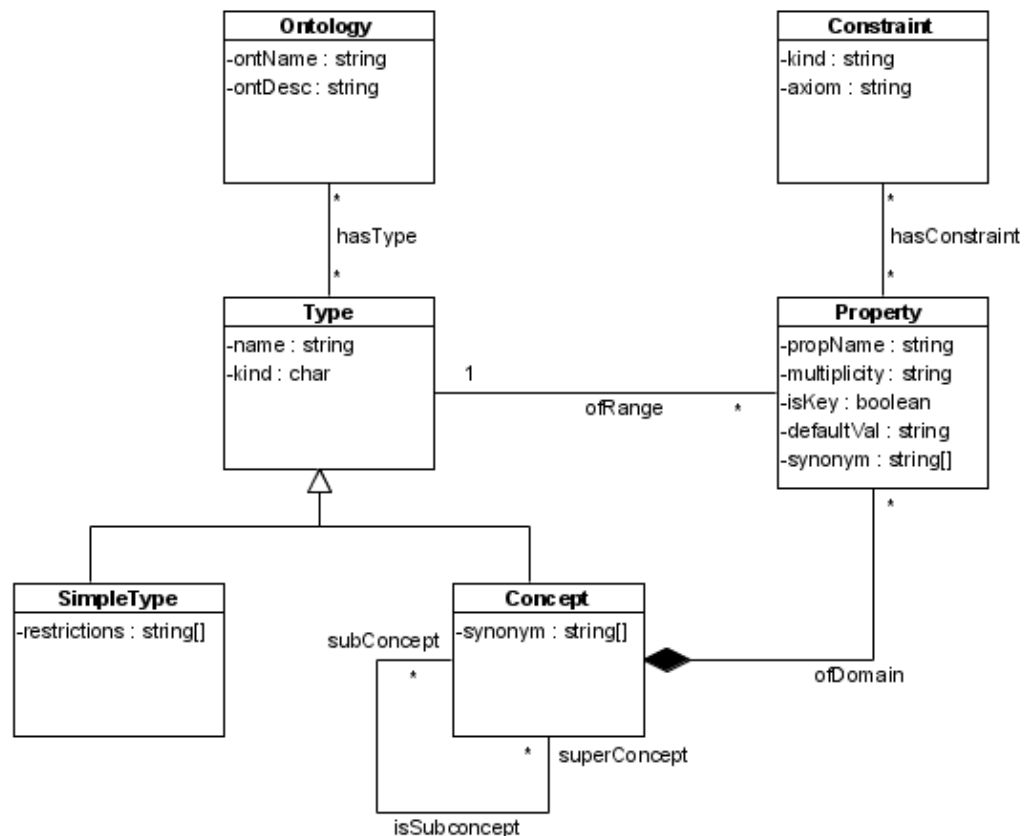 Ontology
-ontName : string
-ontDesc : string
Constraint
-kind : string
-axiom : string
*
hasType
*
*
hasConstraint
*
Type
-name : string
-kind : char
Property
-propName : string
-multiplicity : string
-isKey : boolean
-defaultVal : string
-synonym : string[]
1
ofRange
*
*
SimpleType
-restrictions : string[]
Concept
-synonym : string[]
subConcept
*
ofDomain
*
superConcept
isSubconcept